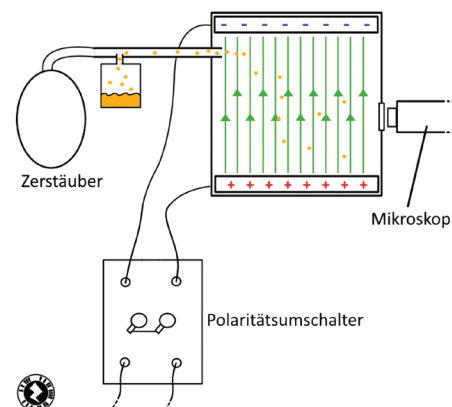 - - - - - - - -
Zerstäuber
+ + + + + + + +
Mikroskop
Polaritätsumschalter